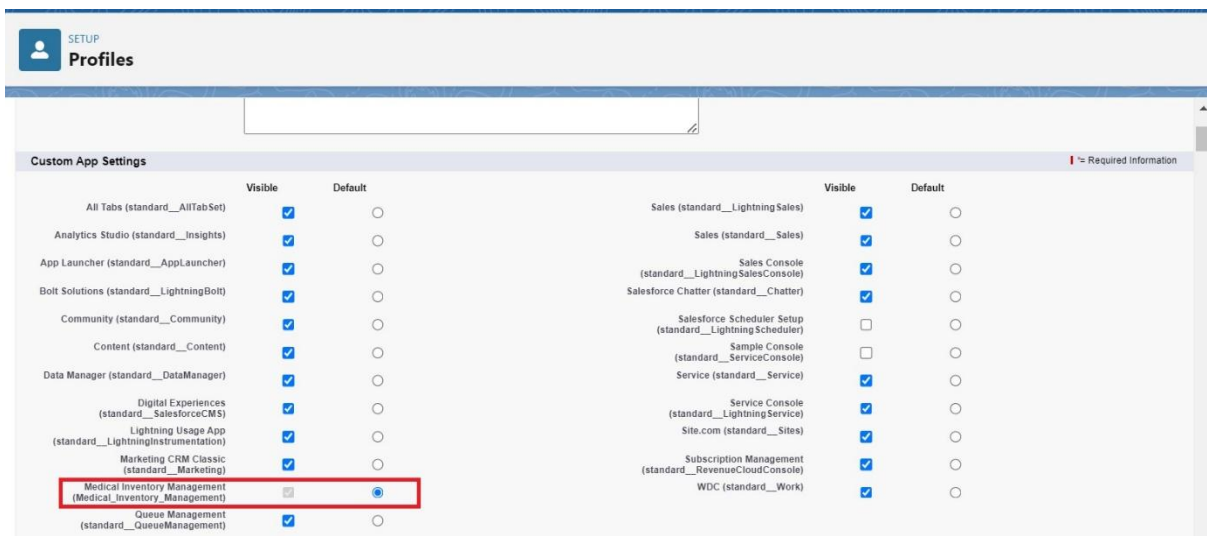 SETUP
Profiles
Custom App Settings
= Required Information
Visible Default
All Tabs (standard__AllTabSet)
Analytics Studio (standard__Insights)
App Launcher (standard__AppLauncher)
Bolt Solutions (standard__LightningBolt)
Community (standard__Community)
Content (standard__Content)
Data Manager (standard__DataManager)
Digital Experiences
(standard__SalesforceCMS)
Lightning Usage App
(standard__LightningInstrumentation)
Marketing CRM Classic
(standard__Marketing)
Medical Inventory Management
(Medical_Inventory_Management)
Queue Management
(standard__QueueManagement)
Visible Default
Sales (standard__LightningSales)
Sales (standard__Sales)
Sales Console
(standard__LightningSalesConsole)
Salesforce Chatter (standard__Chatter)
Salesforce Scheduler Setup
(standard__LightningScheduler)
Sample Console
(standard__ServiceConsole)
Service (standard__Service)
Service Console
(standard__LightningService)
Site.com (standard__Sites)
Subscription Management
(standard__RevenueCloudConsole)
WDC (standard__Work)